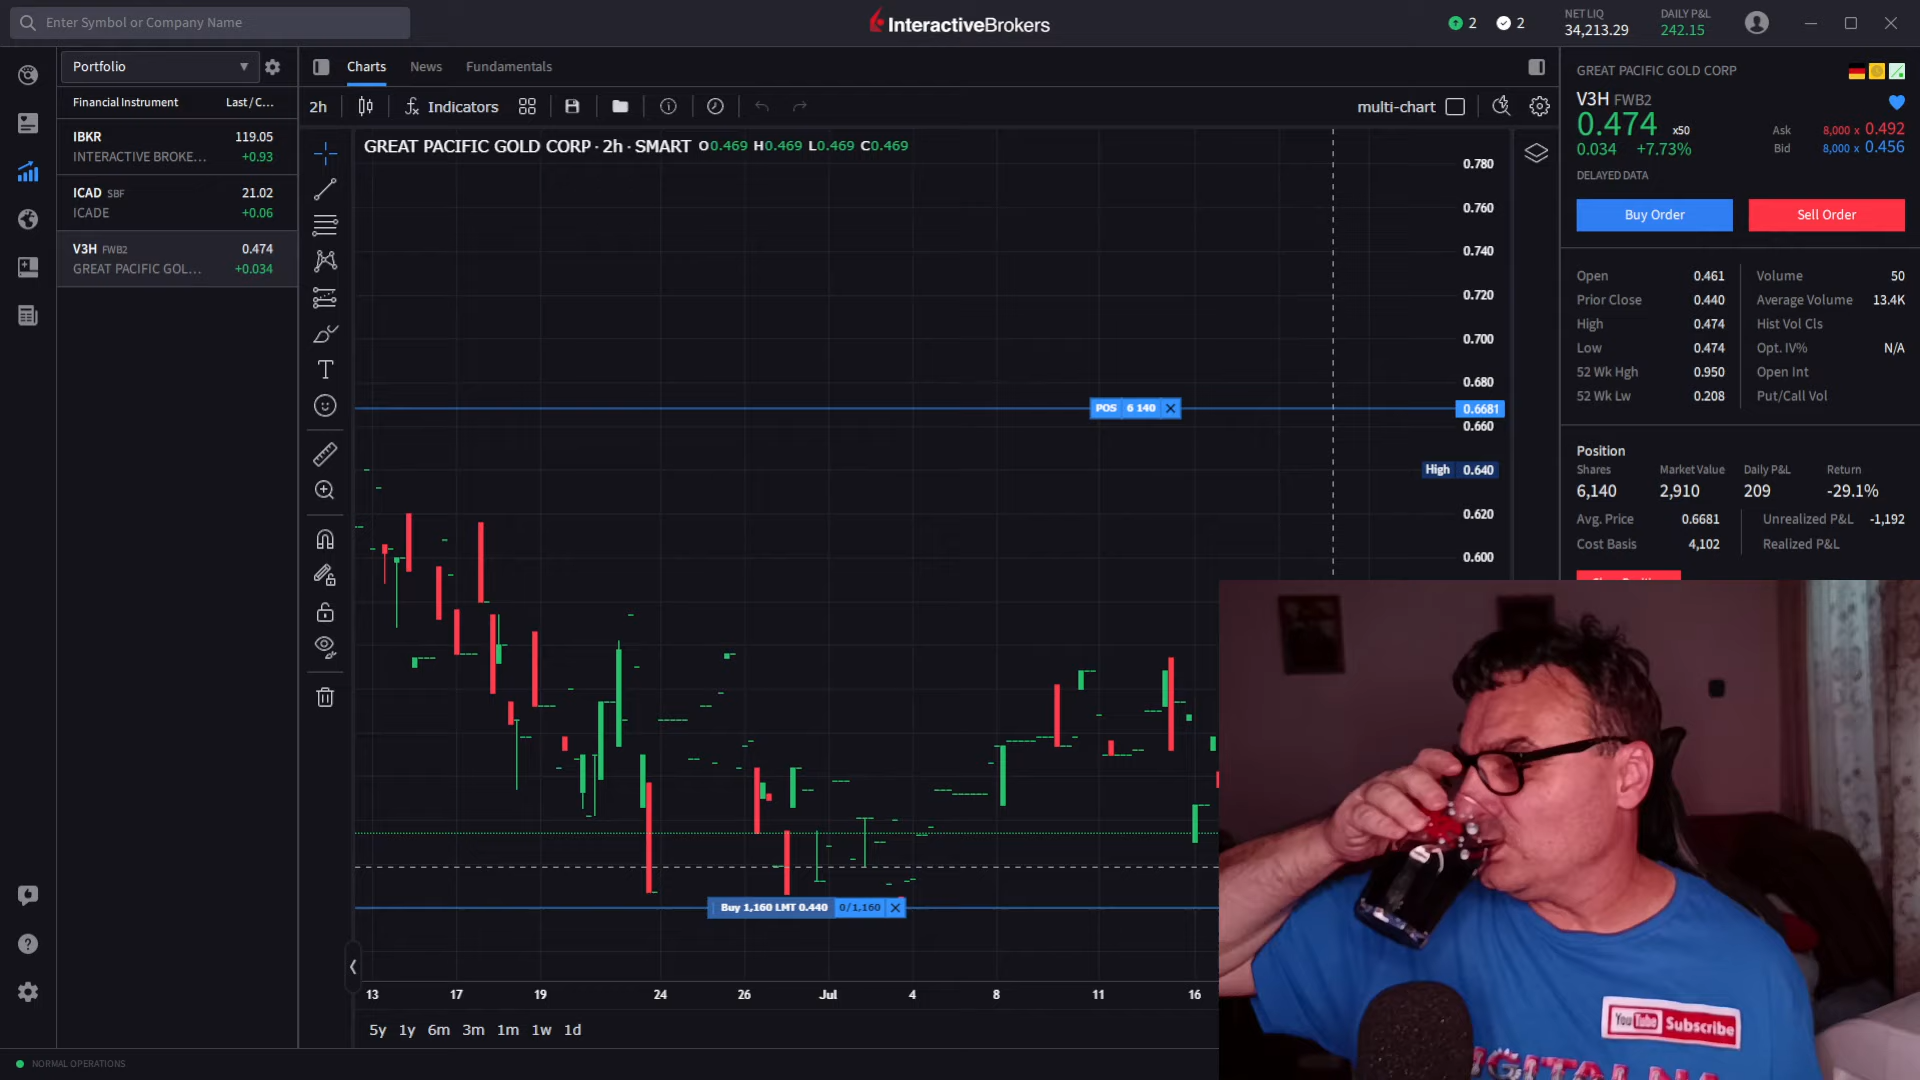 Enter Symbol or Company Name
InteractiveBrokers
2
2
NET LIQ
34,213.29
DAILY P&L
242.15
Portfolio
Financial Instrument Last / C...
IBKR 119.05
INTERACTIVE BROKE... +0.93
ICAD SBF 21.02
ICADE +0.06
V3H FWB2 0.474
GREAT PACIFIC GOL... +0.034
Charts News Fundamentals
2h Indicators multi-chart
GREAT PACIFIC GOLD CORP · 2h · SMART O0.469 H0.469 L0.469 C0.469
0.780
0.760
0.740
0.720
0.700
0.680
POS 6 140 0.6681
0.660
High 0.640
0.620
0.600
Buy 1,160 LMT 0.440 0/1,160
13 17 19 24 26 Jul 4 8 11 16
5y 1y 6m 3m 1m 1w 1d
NORMAL OPERATIONS
GREAT PACIFIC GOLD CORP
V3H FWB2
0.474 x50
0.034 +7.73%
Ask 8,000 x 0.492
Bid 8,000 x 0.456
DELAYED DATA
Buy Order Sell Order
Open 0.461 Volume 50
Prior Close 0.440 Average Volume 13.4K
High 0.474 Hist Vol Cls
Low 0.474 Opt. IV% N/A
52 Wk Hgh 0.950 Open Int
52 Wk Lw 0.208 Put/Call Vol
Position
Shares Market Value Daily P&L Return
6,140 2,910 209 -29.1%
Avg. Price 0.6681 Unrealized P&L -1,192
Cost Basis 4,102 Realized P&L
YouTube Subscribe